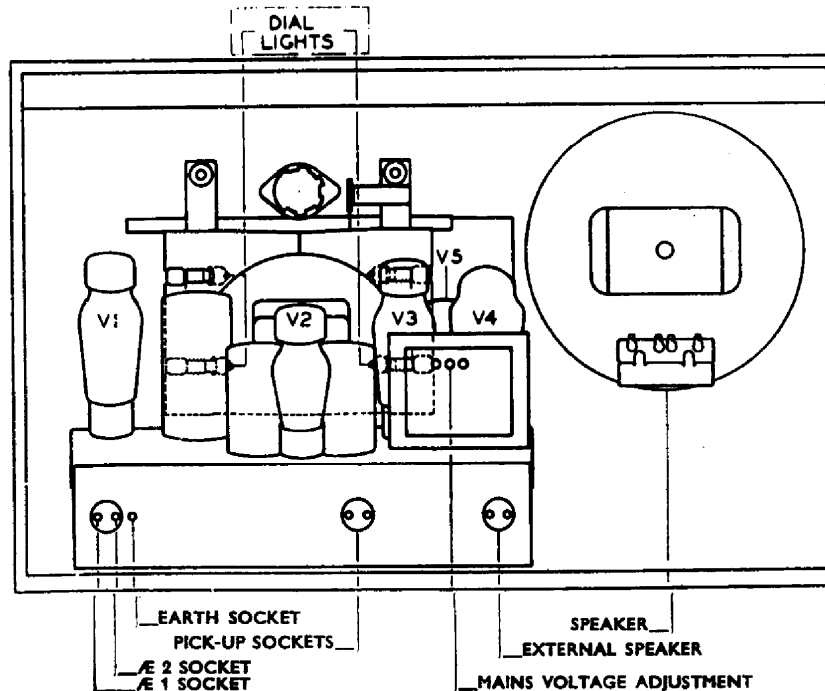 DIAL
LIGHTS
V5
V1
V2
V3
V4
EARTH SOCKET
SPEAKER
PICK-UP SOCKETS
EXTERNAL SPEAKER
Æ 2 SOCKET
Æ 1 SOCKET
MAINS VOLTAGE ADJUSTMENT